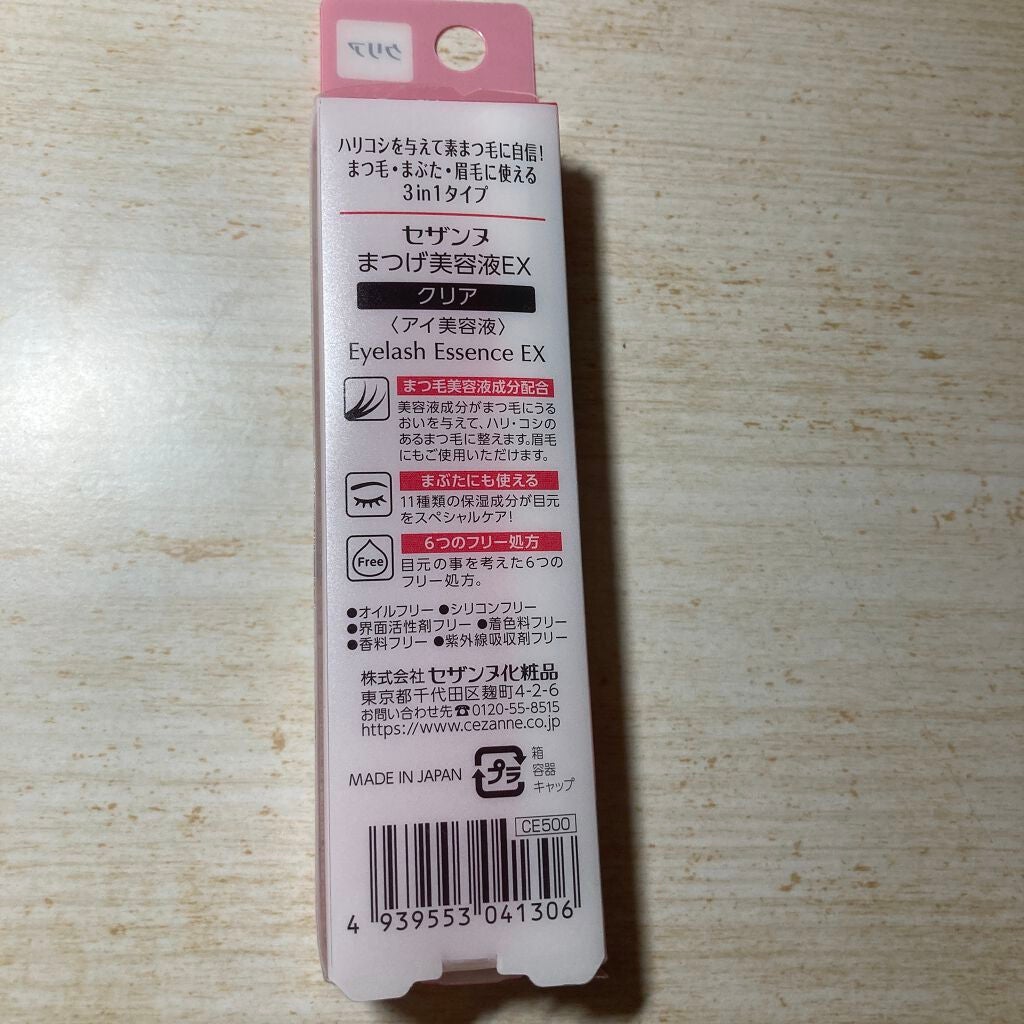 クリア
ハリコシを与えて素まつ毛に自信!
まつ毛・まぶた・眉毛に使える
3in1タイプ
セザンヌ
まつげ美容液EX
クリア
〈アイ美容液〉
Eyelash Essence EX
まつ毛美容液成分配合
美容液成分がまつ毛にうる
おいを与えて、ハリ・コシの
あるまつ毛に整えます。眉毛
にもご使用いただけます。
まぶたにも使える
11種類の保湿成分が目元
をスペシャルケア!
6つのフリー処方
Free
目元の事を考えた6つの
フリー処方。
●オイルフリー ●シリコンフリー
●界面活性剤フリー ●着色料フリー
●香料フリー ●紫外線吸収剤フリー
株式会社 セザンヌ化粧品
東京都千代田区麹町4-2-6
お問い合わせ先☎0120-55-8515
https://www.cezanne.co.jp
MADE IN JAPAN
プラ
箱
容器
キャップ
CE500
4 939553 041306